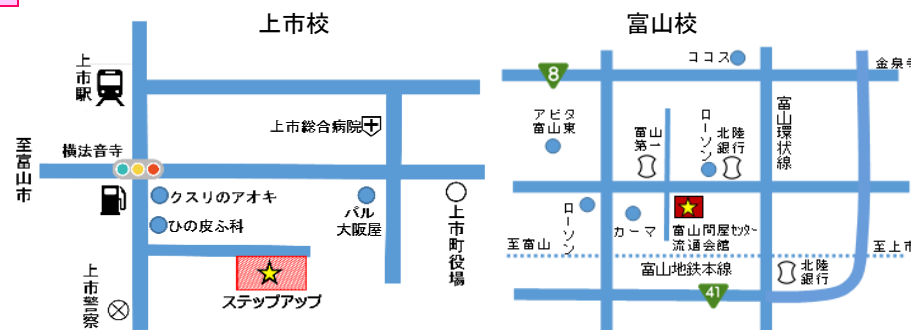 上市校
上市駅
上市総合病院
至富山市
横法音寺
クスリのアオキ
ひの皮ふ科
パル
大阪屋
上市町役場
上市警察
ステップアップ
富山校
ココス
8
金泉寺
アピタ
富山東
富山
第一
ローソン
北陸
銀行
富山環状線
ローソン
カーマ
富山問屋センター
流通会館
至富山
至上市
富山地鉄本線
北陸
銀行
41